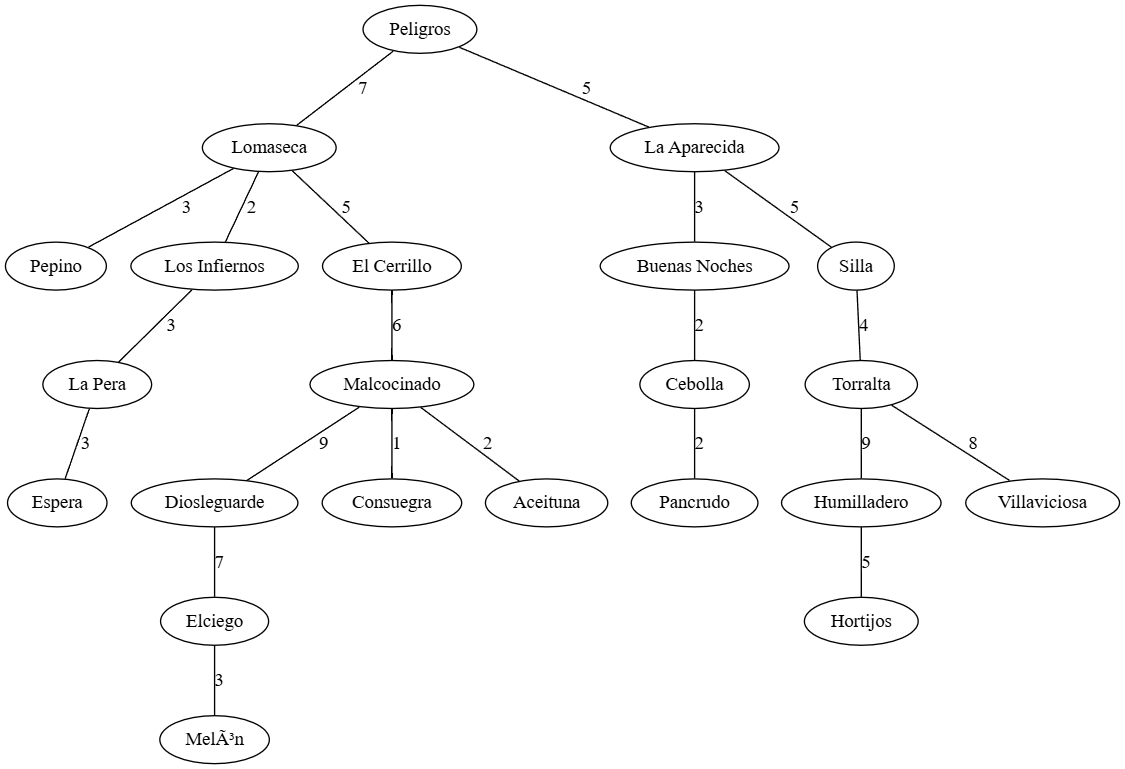 Peligros
7
5
Lomaseca
La Aparecida
3
2
5
3
5
Pepino
Los Infiernos
El Cerrillo
Buenas Noches
Silla
3
6
2
4
La Pera
Malcocinado
Cebolla
Torralta
3
9
1
2
2
9
8
Espera
Diosleguarde
Consuegra
Aceituna
Pancrudo
Humilladero
Villaviciosa
7
5
Elciego
Hortijos
3
MelÃ³n